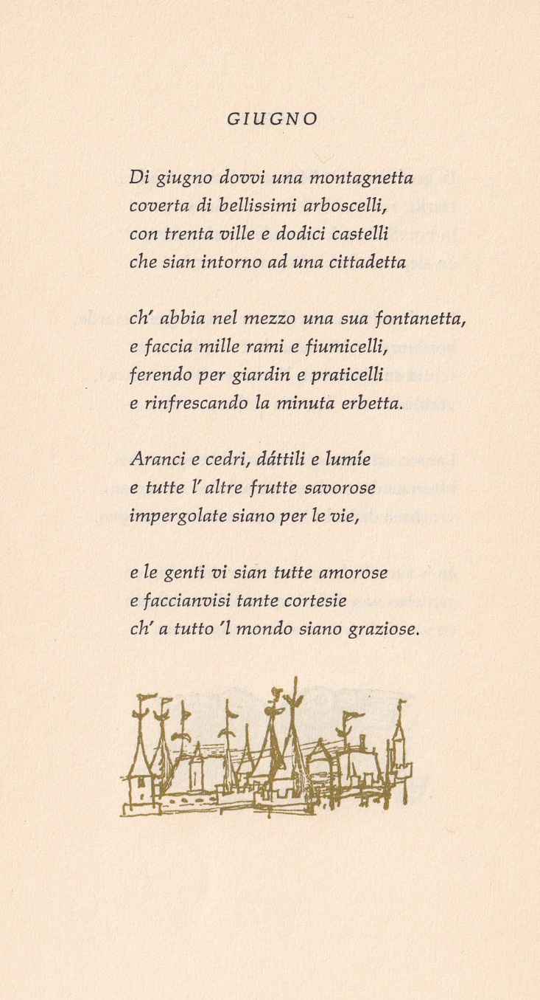 GIUGNO
Di giugno dovvi una montagnetta
coverta di bellissimi arboscelli,
con trenta ville e dodici castelli
che sian intorno ad una cittadetta
ch' abbia nel mezzo una sua fontanetta,
e faccia mille rami e fiumicelli,
ferendo per giardin e praticelli
e rinfrescando la minuta erbetta.
Aranci e cedri, dáttili e lumíe
e tutte l' altre frutte savorose
impergolate siano per le vie,
e le genti vi sian tutte amorose
e faccianvisi tante cortesie
ch' a tutto 'l mondo siano graziose.